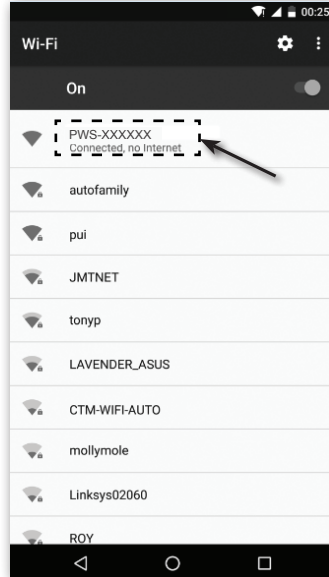 00:25
Wi-Fi
On
PWS-XXXXXX
Connected, no Internet
autofamily
pui
JMTNET
tonyp
LAVENDER_ASUS
CTM-WIFI-AUTO
mollymole
Linksys02060
ROY